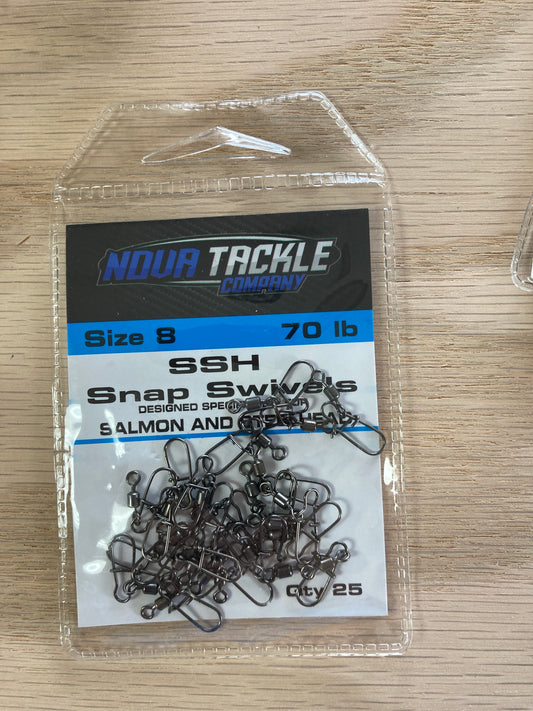 NOVA TACKLE
COMPANY
Size 8 70 lb
SSH
Snap Swivels
DESIGNED
SALMON AND
Qty 25